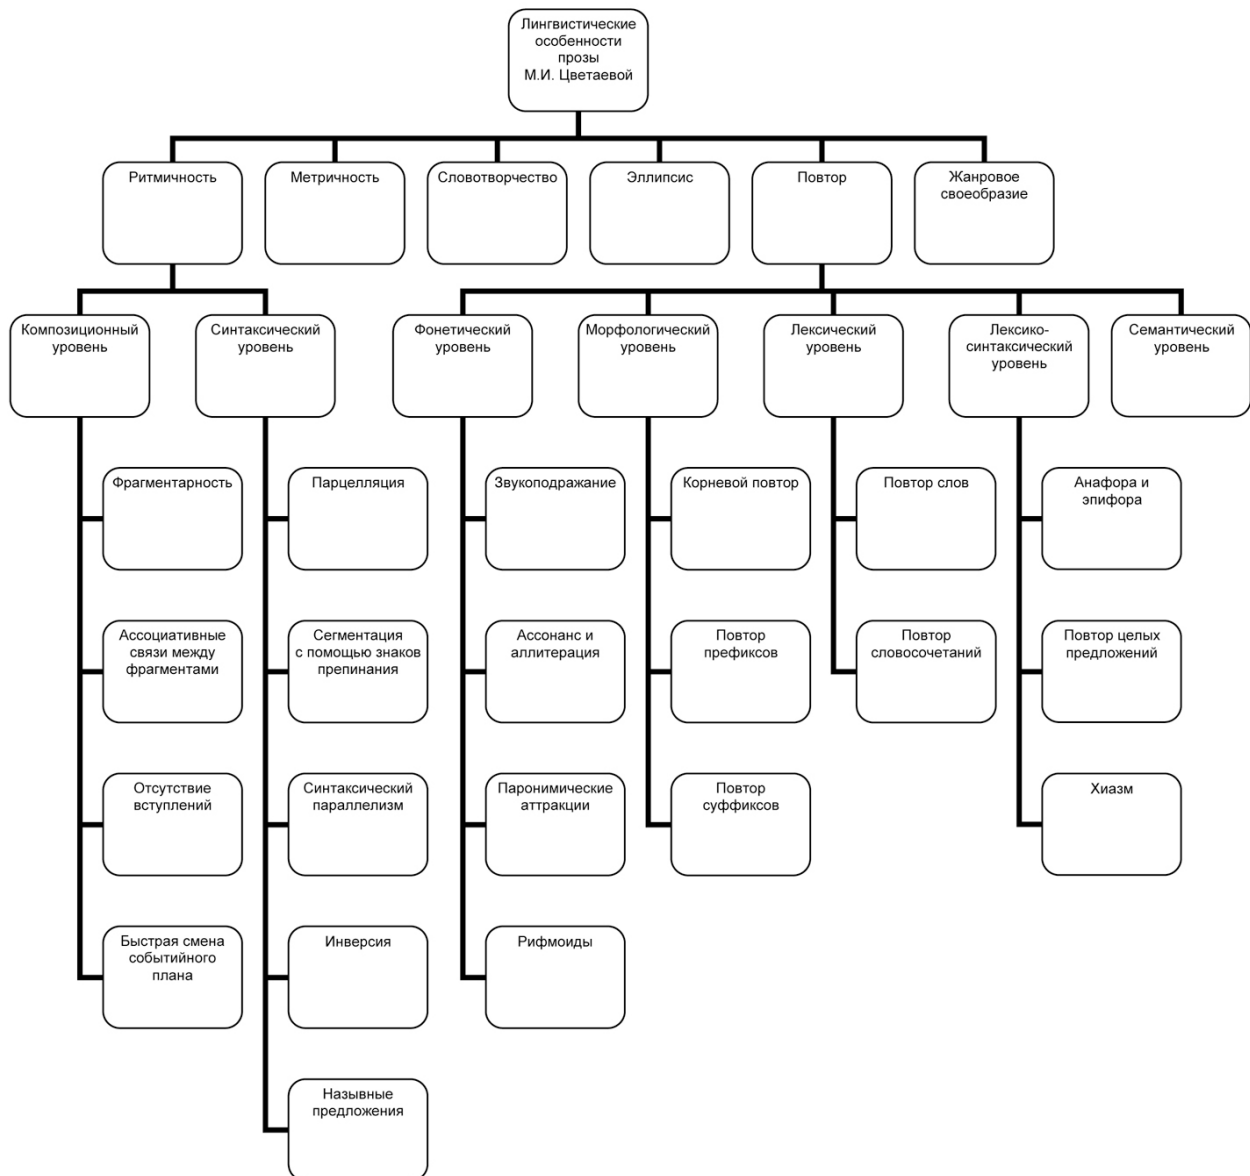 Лингвистические
особенности
прозы
М.И. Цветаевой
Ритмичность
Метричность
Словотворчество
Эллипсис
Повтор
Жанровое
своеобразие
Композиционный
уровень
Синтаксический
уровень
Фонетический
уровень
Морфологический
уровень
Лексический
уровень
Лексико-
синтаксический
уровень
Семантический
уровень
Фрагментарность
Парцелляция
Звукоподражание
Корневой повтор
Повтор слов
Анафора и
эпифора
Ассоциативные
связи между
фрагментами
Сегментация
с помощью знаков
препинания
Ассонанс и
аллитерация
Повтор
префиксов
Повтор
словосочетаний
Повтор целых
предложений
Отсутствие
вступлений
Синтаксический
параллелизм
Паронимические
аттракции
Повтор
суффиксов
Хиазм
Быстрая смена
событийного
плана
Инверсия
Рифмоиды
Назывные
предложения